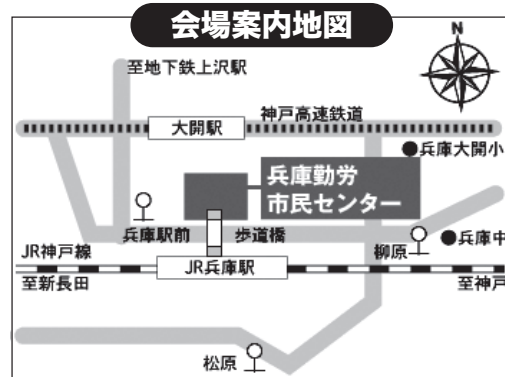 会場案内地図
N
至地下鉄上沢駅
神戸高速鉄道
大開駅
●兵庫大開小
兵庫勤労
市民センター
兵庫駅前
歩道橋
柳原
●兵庫中
JR神戸線
JR兵庫駅
至新長田
至神戸
松原